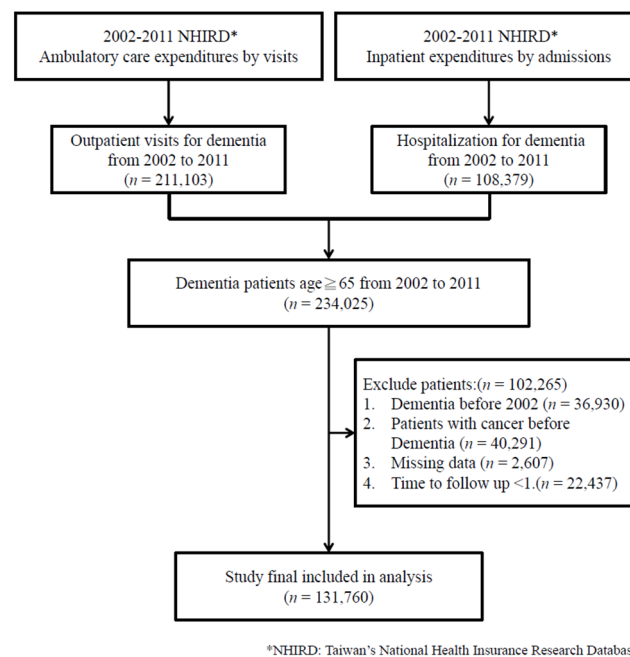 2002-2011 NHIRD*
Ambulatory care expenditures by visits
2002-2011 NHIRD*
Inpatient expenditures by admissions
Outpatient visits for dementia
from 2002 to 2011
(n = 211,103)
Hospitalization for dementia
from 2002 to 2011
(n = 108,379)
Dementia patients age≧65 from 2002 to 2011
(n = 234,025)
Exclude patients:(n = 102,265)
1. Dementia before 2002 (n = 36,930)
2. Patients with cancer before
Dementia (n = 40,291)
3. Missing data (n = 2,607)
4. Time to follow up <1.(n = 22,437)
Study final included in analysis
(n = 131,760)
*NHIRD: Taiwan's National Health Insurance Research Databas